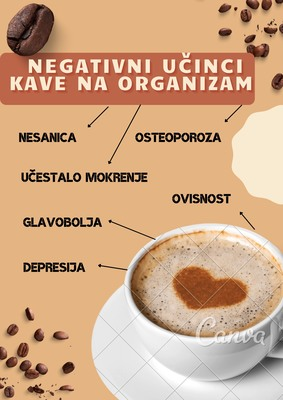 NEGATIVNI UČINCI
KAVE NA ORGANIZAM
NESANICA
OSTEOPOROZA
UČESTALO MOKRENJE
OVISNOST
GLAVOBOLJA
DEPRESIJA
Canva